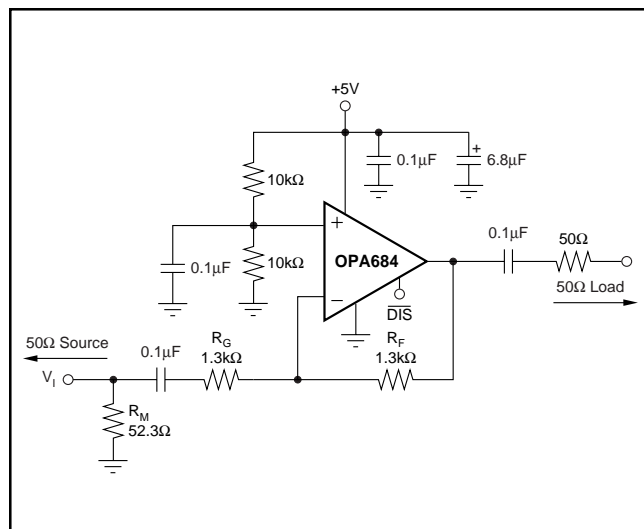 +5V
0.1µF
+
6.8µF
10kΩ
0.1µF
10kΩ
+
OPA684
−
DIS
0.1µF
50Ω
50Ω Load
50Ω Source
V_I
0.1µF
R_G
1.3kΩ
R_F
1.3kΩ
R_M
52.3Ω